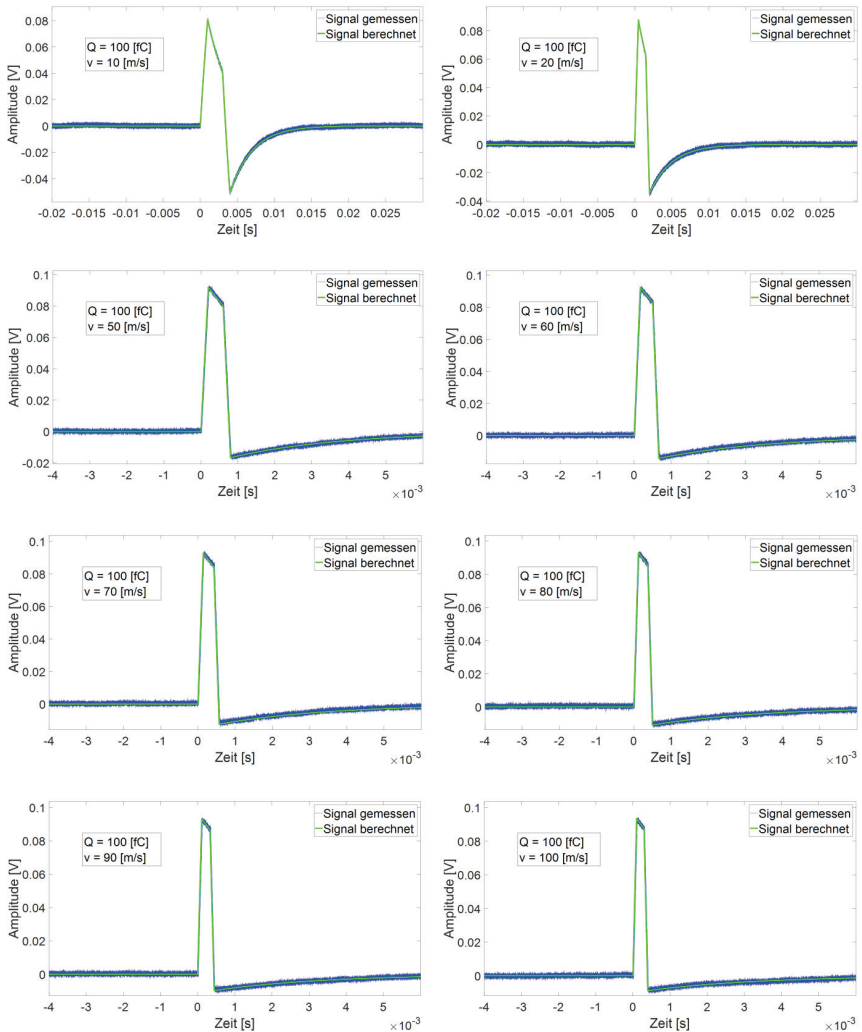 0.08
0.06
0.04
0.02
0
-0.02
-0.04
Amplitude [V]
Q = 100 [fC]
v = 10 [m/s]
Signal gemessen
Signal berechnet
-0.02 -0.015 -0.01 -0.005 0 0.005 0.01 0.015 0.02 0.025
Zeit [s]
0.08
0.06
0.04
0.02
0
-0.02
-0.04
Amplitude [V]
Q = 100 [fC]
v = 20 [m/s]
Signal gemessen
Signal berechnet
-0.02 -0.015 -0.01 -0.005 0 0.005 0.01 0.015 0.02 0.025
Zeit [s]
0.1
0.08
0.06
0.04
0.02
0
-0.02
Amplitude [V]
Q = 100 [fC]
v = 50 [m/s]
Signal gemessen
Signal berechnet
-4 -3 -2 -1 0 1 2 3 4 5
Zeit [s]
×10-3
0.1
0.08
0.06
0.04
0.02
0
Amplitude [V]
Q = 100 [fC]
v = 60 [m/s]
Signal gemessen
Signal berechnet
-4 -3 -2 -1 0 1 2 3 4 5
Zeit [s]
×10-3
0.1
0.08
0.06
0.04
0.02
0
Amplitude [V]
Q = 100 [fC]
v = 70 [m/s]
Signal gemessen
Signal berechnet
-4 -3 -2 -1 0 1 2 3 4 5
Zeit [s]
×10-3
0.1
0.08
0.06
0.04
0.02
0
Amplitude [V]
Q = 100 [fC]
v = 80 [m/s]
Signal gemessen
Signal berechnet
-4 -3 -2 -1 0 1 2 3 4 5
Zeit [s]
×10-3
0.1
0.08
0.06
0.04
0.02
0
Amplitude [V]
Q = 100 [fC]
v = 90 [m/s]
Signal gemessen
Signal berechnet
-4 -3 -2 -1 0 1 2 3 4 5
Zeit [s]
×10-3
0.1
0.08
0.06
0.04
0.02
0
Amplitude [V]
Q = 100 [fC]
v = 100 [m/s]
Signal gemessen
Signal berechnet
-4 -3 -2 -1 0 1 2 3 4 5
Zeit [s]
×10-3